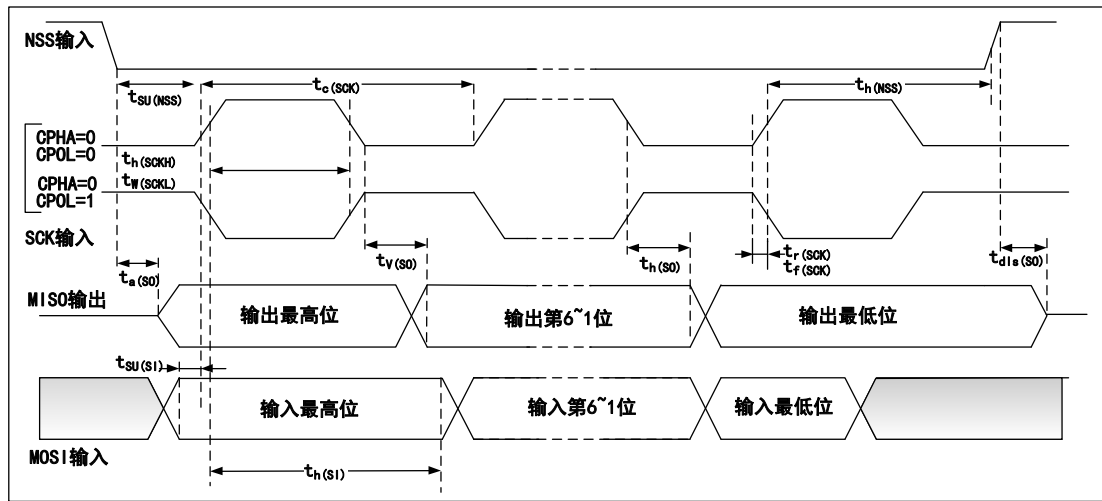 NSS输入
tSU(NSS)
tc(SCK)
th(NSS)
CPHA=0
CPOL=0
th(SCKH)
CPHA=0
CPOL=1
tW(SCKL)
SCK输入
ta(SO)
tV(SO)
th(SO)
tr(SCK)
tf(SCK)
tdis(SO)
MISO输出
输出最高位
输出第6~1位
输出最低位
tSU(SI)
输入最高位
输入第6~1位
输入最低位
MOSI输入
th(SI)